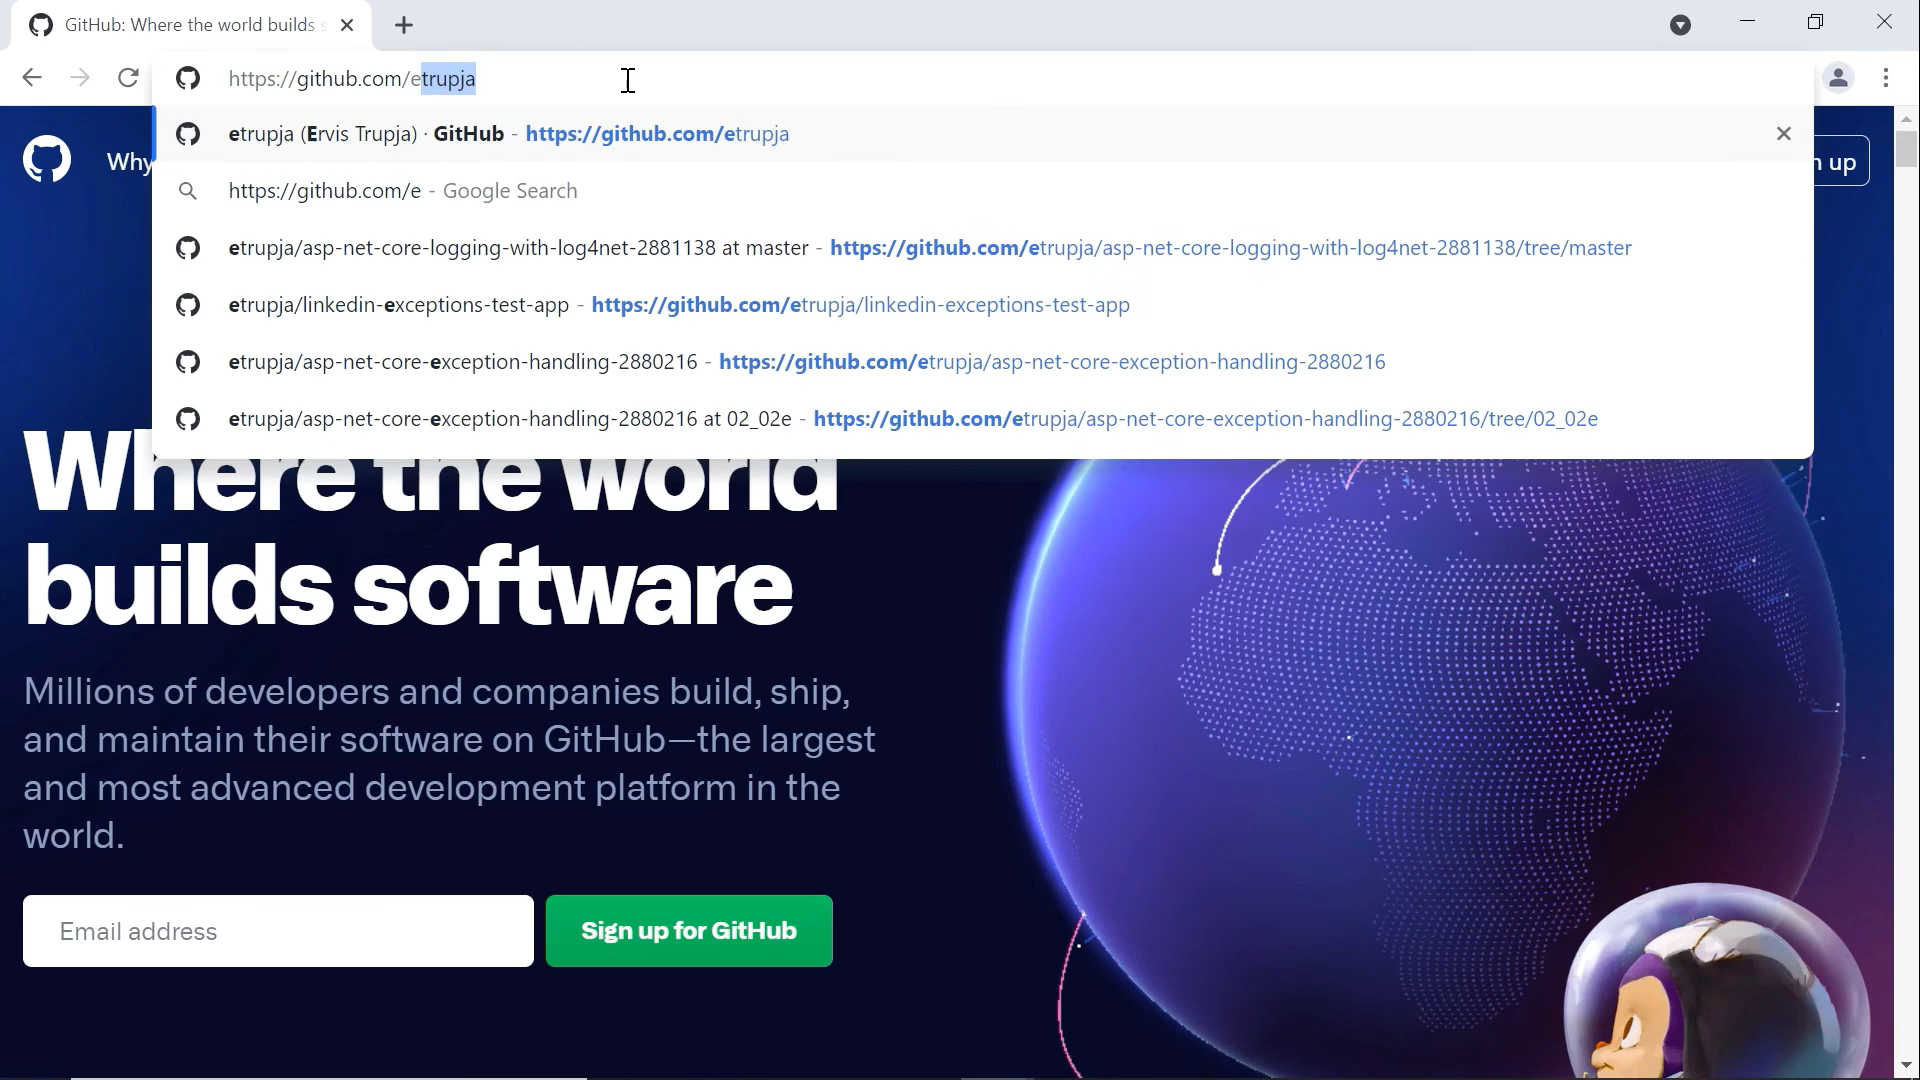 GitHub: Where the world builds s
https://github.com/etrupja
etrupja (Ervis Trupja) · GitHub - https://github.com/etrupja
Why
n up
https://github.com/e - Google Search
etrupja/asp-net-core-logging-with-log4net-2881138 at master - https://github.com/etrupja/asp-net-core-logging-with-log4net-2881138/tree/master
etrupja/linkedin-exceptions-test-app - https://github.com/etrupja/linkedin-exceptions-test-app
etrupja/asp-net-core-exception-handling-2880216 - https://github.com/etrupja/asp-net-core-exception-handling-2880216
etrupja/asp-net-core-exception-handling-2880216 at 02_02e - https://github.com/etrupja/asp-net-core-exception-handling-2880216/tree/02_02e
Where the world
builds software
Millions of developers and companies build, ship,
and maintain their software on GitHub—the largest
and most advanced development platform in the
world.
Email address
Sign up for GitHub